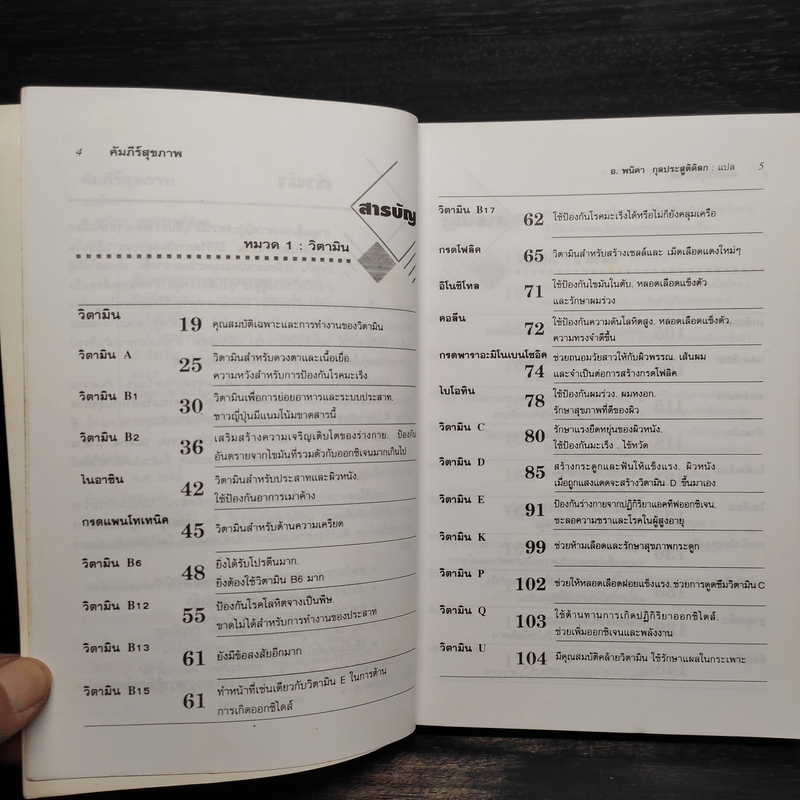 4 คัมภีร์สุขภาพ
สารบัญ
หมวด 1 : วิตามิน
วิตามิน
19 คุณสมบัติเฉพาะและการทำงานของวิตามิน
วิตามิน A
25 วิตามินสำหรับดวงตาและเนื้อเยื่อ.
ความหวังสำหรับการป้องกันโรคมะเร็ง
วิตามิน B1
30 วิตามินเพื่อการย่อยอาหารและระบบประสาท.
ชาวญี่ปุ่นมีแนมโน้มขาดสารนี้
วิตามิน B2
36 เสริมสร้างความเจริญเติบโตของร่างกาย. ป้องกัน
อันตรายจากไขมันที่รวมตัวกับออกซิเจนมากเกินไป
ไนอาซิน
42 วิตามินสำหรับประสาทและผิวหนัง.
ใช้ป้องกันอาการเมาค้าง
กรดแพนโทเทนิค
45 วิตามินสำหรับต้านความเครียด
วิตามิน B6
48 ยิ่งได้รับโปรตีนมาก.
ยิ่งต้องใช้วิตามิน B6 มาก
วิตามิน B12
55 ป้องกันโรคโลหิตจางเป็นพิษ.
ขาดไม่ได้สำหรับการทำงานของประสาท
วิตามิน B13
61 ยังมีข้อสงสัยอีกมาก
วิตามิน B15
61 ทำหน้าที่เช่นเดียวกับวิตามิน E ในการต้าน
การเกิดออกซิไดส์
อ. พนิดา กุลประสูติดิลก : แปล 5
วิตามิน B17
62 ใช้ป้องกันโรคมะเร็งได้หรือไม่ก็ยังคลุมเครือ
กรดโฟลิค
65 วิตามินสำหรับสร้างเซลล์และ เม็ดเลือดแดงใหม่ๆ
อิโนซิโทล
71 ใช้ป้องกันไขมันในตับ. หลอดเลือดแข็งตัว
และรักษาผมร่วง
คอลีน
72 ใช้ป้องกันความดันโลหิตสูง. หลอดเลือดแข็งตัว.
ความทรงจำดีขึ้น
กรดพาราอะมิโนเบนโซอิค
74 ช่วยถนอมวัยสาวให้กับผิวพรรณ. เส้นผม
และจำเป็นต่อการสร้างกรดโฟลิค
ไบโอทิน
78 ใช้ป้องกันผมร่วง. ผมหงอก.
รักษาสุขภาพที่ดีของผิว
วิตามิน C
80 รักษาแรงยืดหยุ่นของผิวหนัง.
ใช้ป้องกันมะเร็ง . ไข้หวัด
วิตามิน D
85 สร้างกระดูกและฟันให้แข็งแรง. ผิวหนัง
เมื่อถูกแสงแดดจะสร้างวิตามิน D ขึ้นมาเอง
วิตามิน E
91 ป้องกันร่างกายจากปฏิกิริยาแอคทีฟออกซิเจน.
ชะลอความชราและโรคในผู้สูงอายุ
วิตามิน K
99 ช่วยห้ามเลือดและรักษาสุขภาพกระดูก
วิตามิน P
102 ช่วยให้หลอดเลือดฝอยแข็งแรง.ช่วยการดูดซึมวิตามิน C
วิตามิน Q
103 ใช้ต้านทานการเกิดปฏิกิริยาออกซิไดส์.
ช่วยเพิ่มออกซิเจนและพลังงาน
วิตามิน U
104 มีคุณสมบัติคล้ายวิตามิน ใช้รักษาแผลในกระเพาะ